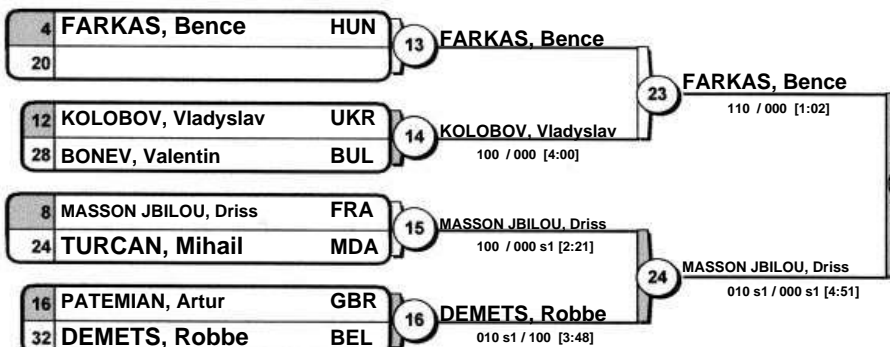 4 FARKAS, Bence HUN
20
13 FARKAS, Bence
12 KOLOBOV, Vladyslav UKR
28 BONEV, Valentin BUL
14 KOLOBOV, Vladyslav
100 / 000 [4:00]
23 FARKAS, Bence
110 / 000 [1:02]
8 MASSON JBILOU, Driss FRA
24 TURCAN, Mihail MDA
15 MASSON JBILOU, Driss
100 / 000 s1 [2:21]
16 PATEMIAN, Artur GBR
32 DEMETS, Robbe BEL
16 DEMETS, Robbe
010 s1 / 100 [3:48]
24 MASSON JBILOU, Driss
010 s1 / 000 s1 [4:51]